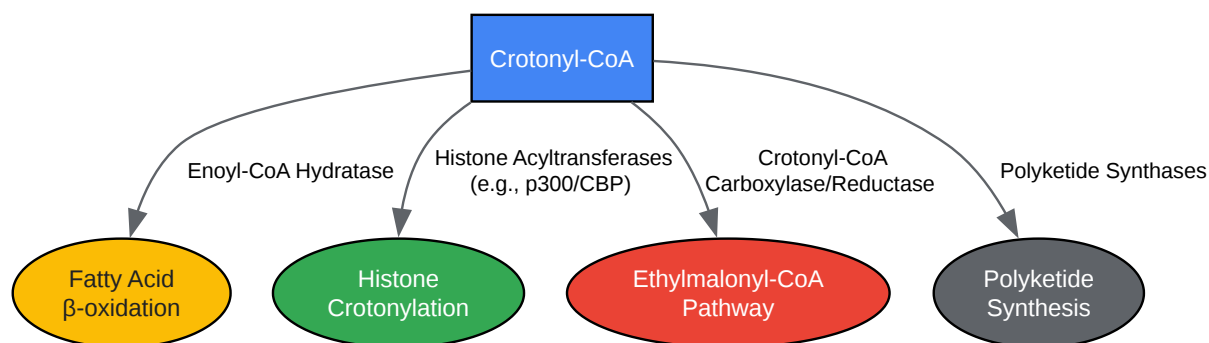 Crotonyl-CoA
Enoyl-CoA Hydratase
Histone Acyltransferases
(e.g., p300/CBP)
Crotonyl-CoA
Carboxylase/Reductase
Polyketide Synthases
Fatty Acid
β-oxidation
Histone
Crotonylation
Ethylmalonyl-CoA
Pathway
Polyketide
Synthesis